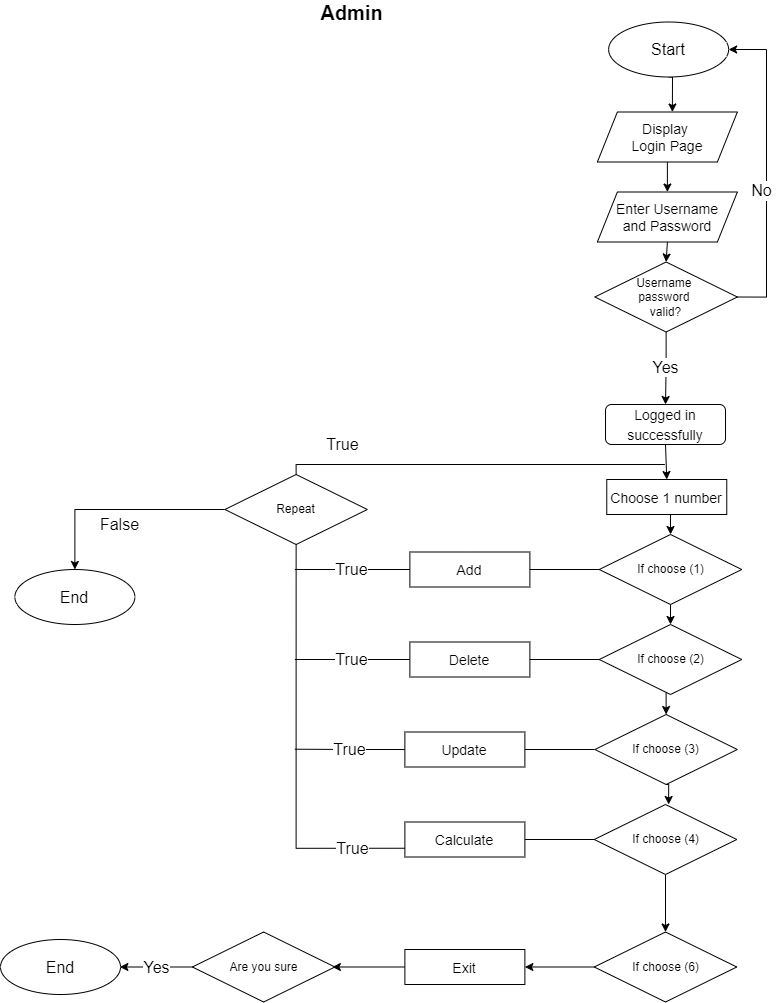 Admin
Start
Display
Login Page
No
Enter Username
and Password
Username
password
valid?
Yes
Logged in
successfully
True
Choose 1 number
Repeat
False
End
True
Add
If choose (1)
True
Delete
If choose (2)
True
Update
If choose (3)
True
Calculate
If choose (4)
End
Yes
Are you sure
Exit
If choose (6)